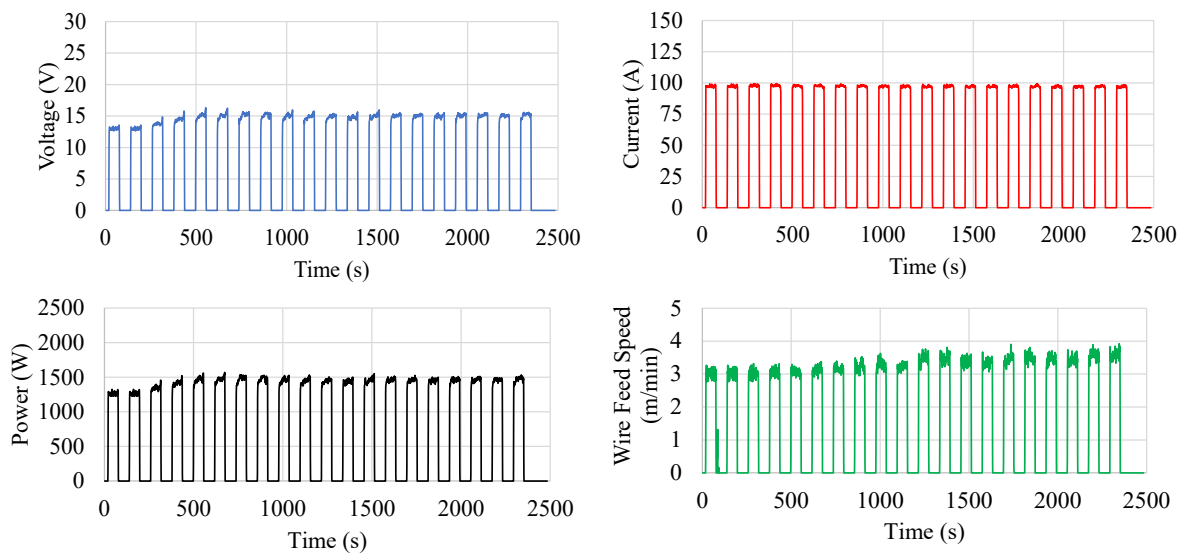 30
25
20
15
10
5
0
Voltage (V)
0 500 1000 1500 2000 2500
Time (s)
150
125
100
75
50
25
0
Current (A)
0 500 1000 1500 2000 2500
Time (s)
2500
2000
1500
1000
500
0
Power (W)
0 500 1000 1500 2000 2500
Time (s)
5
4
3
2
1
0
Wire Feed Speed
(m/min)
0 500 1000 1500 2000 2500
Time (s)